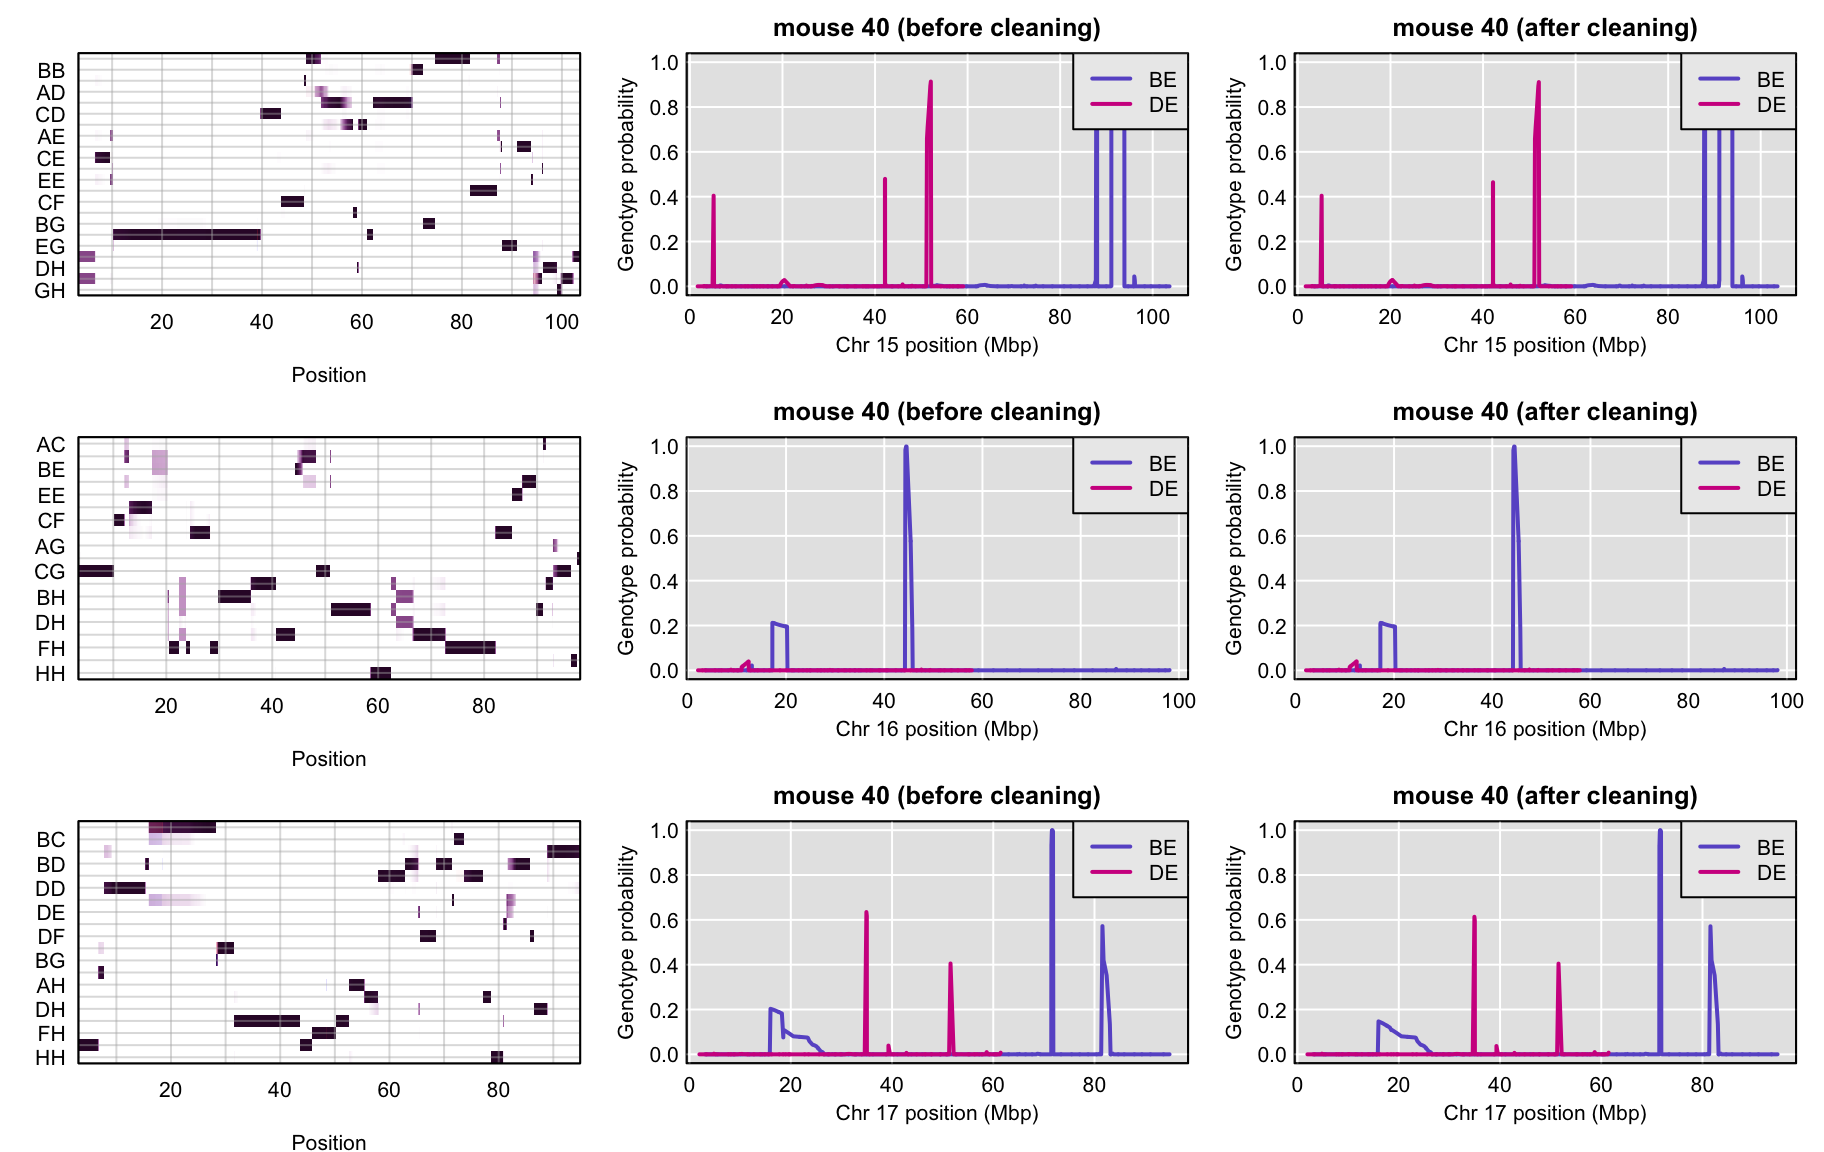 BB
AD
CD
AE
CE
EE
CF
BG
EG
DH
GH
20 40 60 80 100
Position
mouse 40 (before cleaning)
Genotype probability
1.0
0.8
0.6
0.4
0.2
0.0
BE
DE
0 20 40 60 80 100
Chr 15 position (Mbp)
mouse 40 (after cleaning)
Genotype probability
1.0
0.8
0.6
0.4
0.2
0.0
BE
DE
0 20 40 60 80 100
Chr 15 position (Mbp)
AC
BE
EE
CF
AG
CG
BH
DH
FH
HH
20 40 60 80
Position
mouse 40 (before cleaning)
Genotype probability
1.0
0.8
0.6
0.4
0.2
0.0
BE
DE
0 20 40 60 80 100
Chr 16 position (Mbp)
mouse 40 (after cleaning)
Genotype probability
1.0
0.8
0.6
0.4
0.2
0.0
BE
DE
0 20 40 60 80 100
Chr 16 position (Mbp)
BC
BD
DD
DE
DF
BG
AH
DH
FH
HH
20 40 60 80
Position
mouse 40 (before cleaning)
Genotype probability
1.0
0.8
0.6
0.4
0.2
0.0
BE
DE
0 20 40 60 80
Chr 17 position (Mbp)
mouse 40 (after cleaning)
Genotype probability
1.0
0.8
0.6
0.4
0.2
0.0
BE
DE
0 20 40 60 80
Chr 17 position (Mbp)